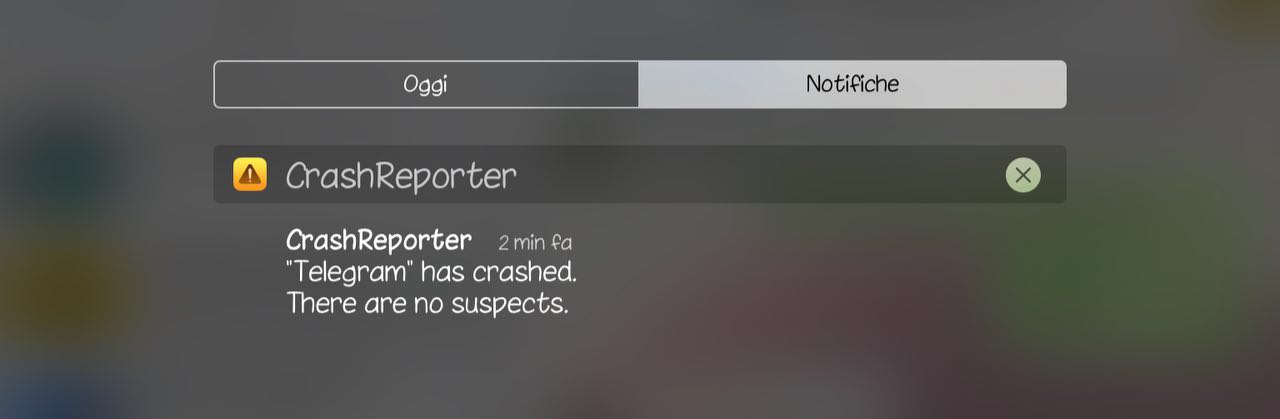 Oggi
Notifiche
CrashReporter
CrashReporter 2 min fa
"Telegram" has crashed.
There are no suspects.